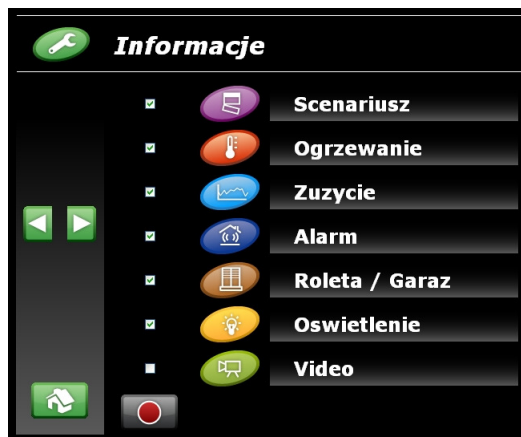 Informacje
Scenariusz
Ogrzewanie
Zuzycie
Alarm
Roleta / Garaz
Oswietlenie
Video